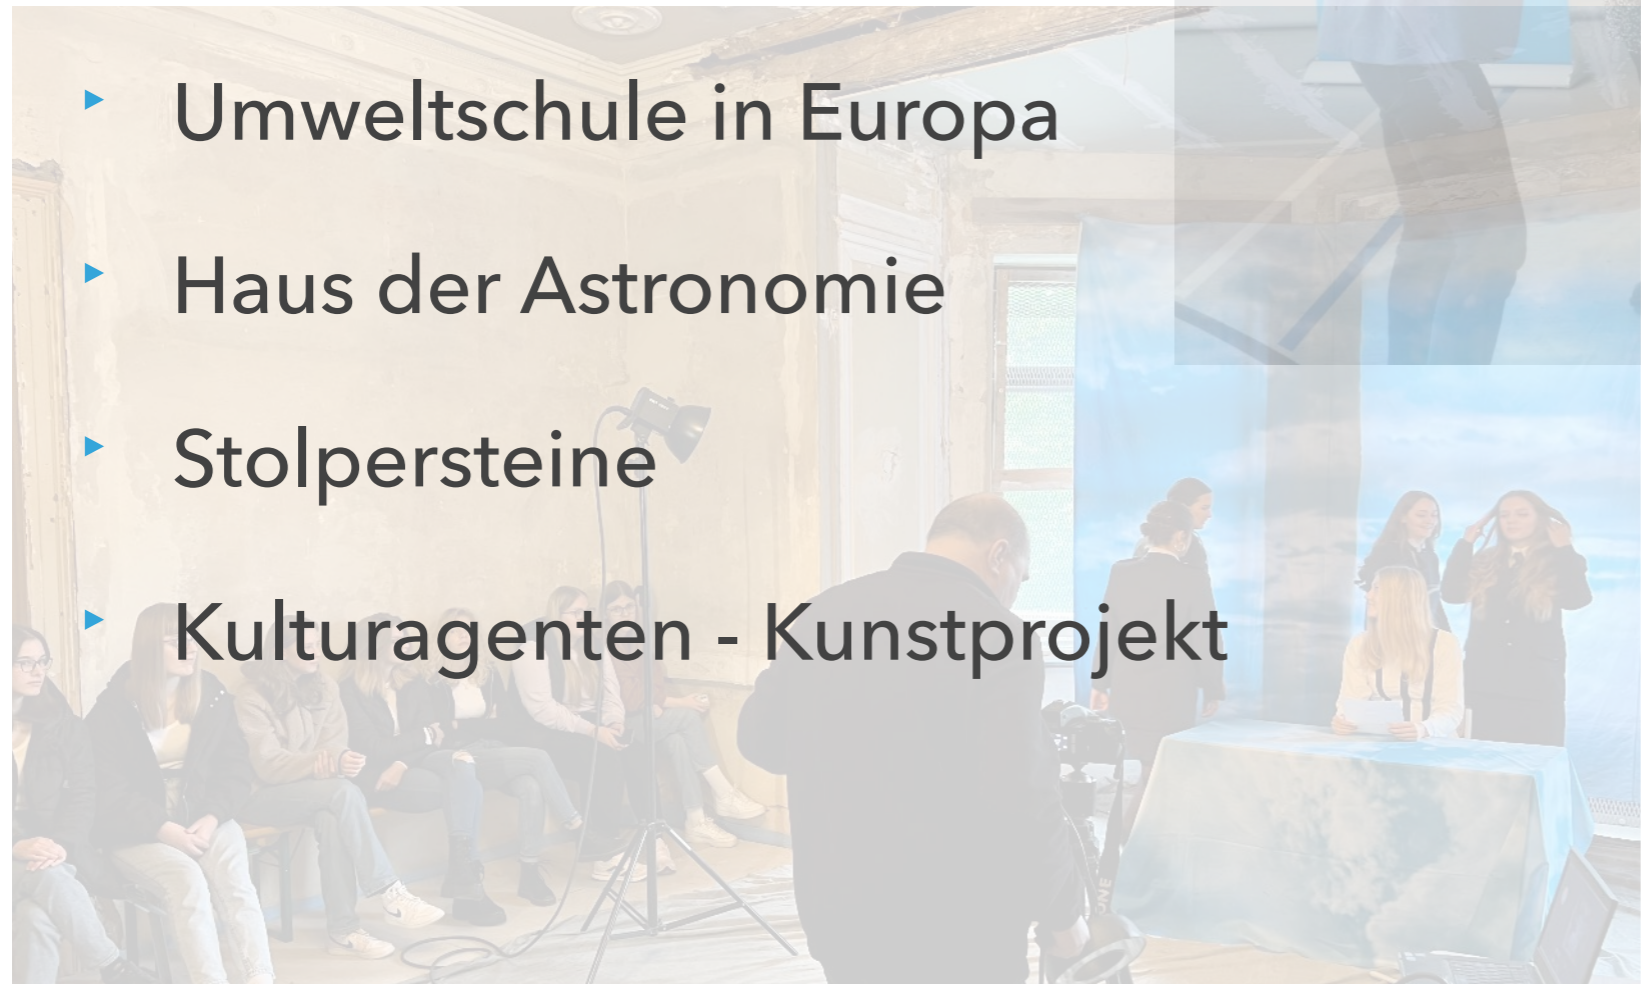 Umweltschule in Europa
Haus der Astronomie
Stolpersteine
Kulturagenten - Kunstprojekt